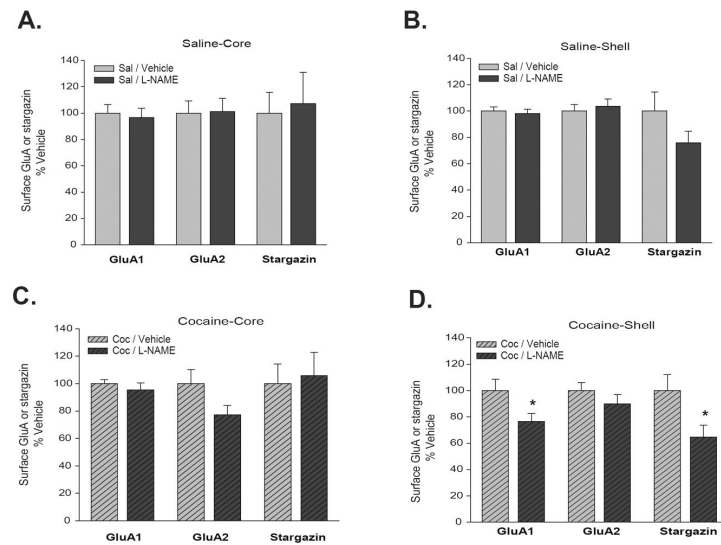 A.
Saline-Core
Sal / Vehicle
Sal / L-NAME
Surface GluA or stargazin
% Vehicle
140
120
100
80
60
40
20
GluA1 GluA2 Stargazin
B.
Saline-Shell
Sal / Vehicle
Sal / L-NAME
Surface GluA or stargazin
% Vehicle
140
120
100
80
60
40
20
GluA1 GluA2 Stargazin
C.
Cocaine-Core
Coc / Vehicle
Coc / L-NAME
Surface GluA or stargazin
% Vehicle
140
120
100
80
60
40
20
0
GluA1 GluA2 Stargazin
D.
Cocaine-Shell
Coc / Vehicle
Coc / L-NAME
Surface GluA or stargazin
% Vehicle
140
120
100
80
60
40
20
0
* *
GluA1 GluA2 Stargazin